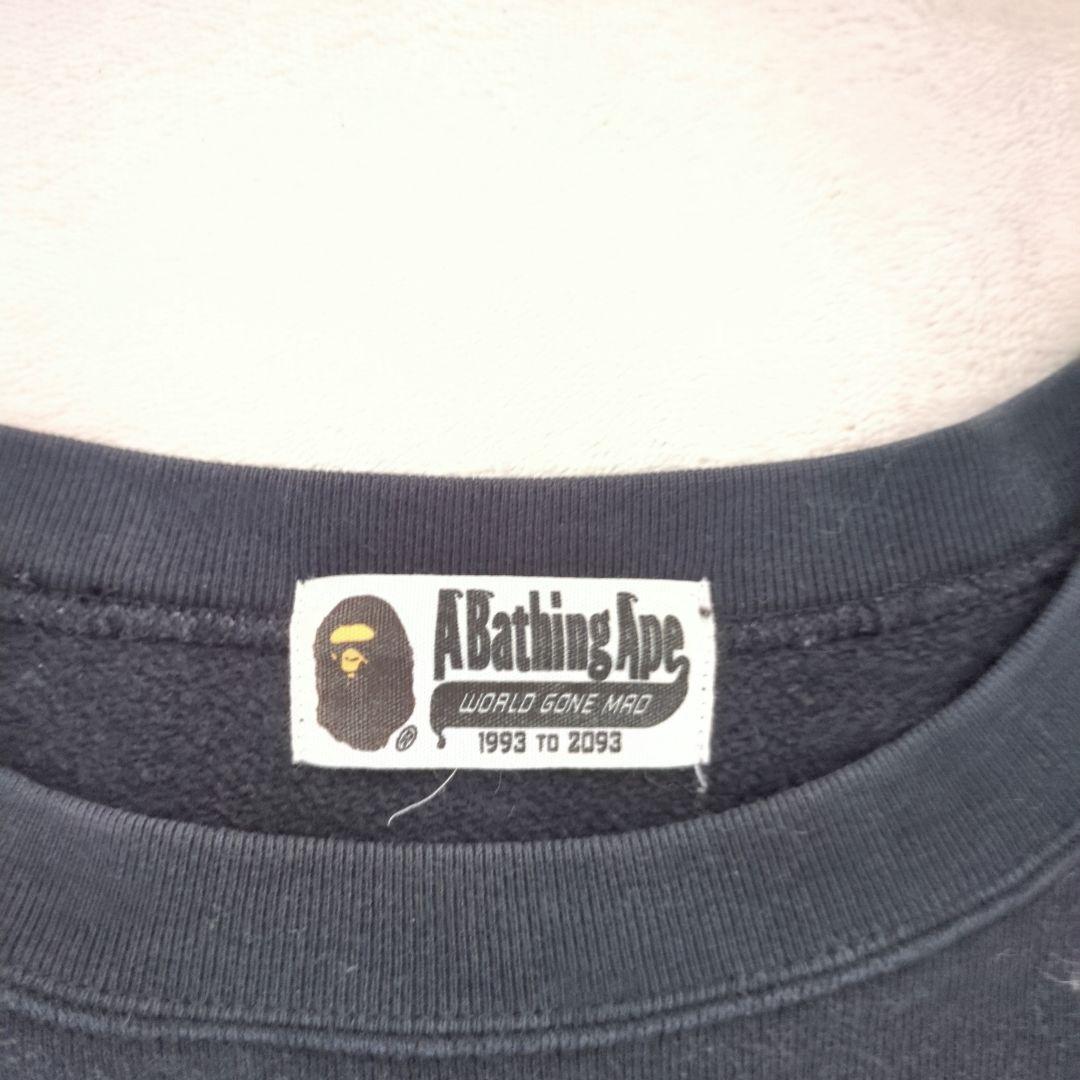 A Bathing Ape
WORLD GONE MAD
1993 TO 2093